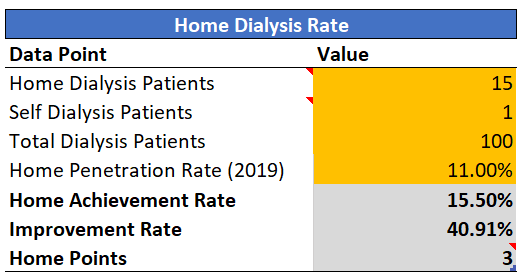 Home Dialysis Rate
Data Point Value
Home Dialysis Patients 15
Self Dialysis Patients 1
Total Dialysis Patients 100
Home Penetration Rate (2019) 11.00%
Home Achievement Rate 15.50%
Improvement Rate 40.91%
Home Points 3